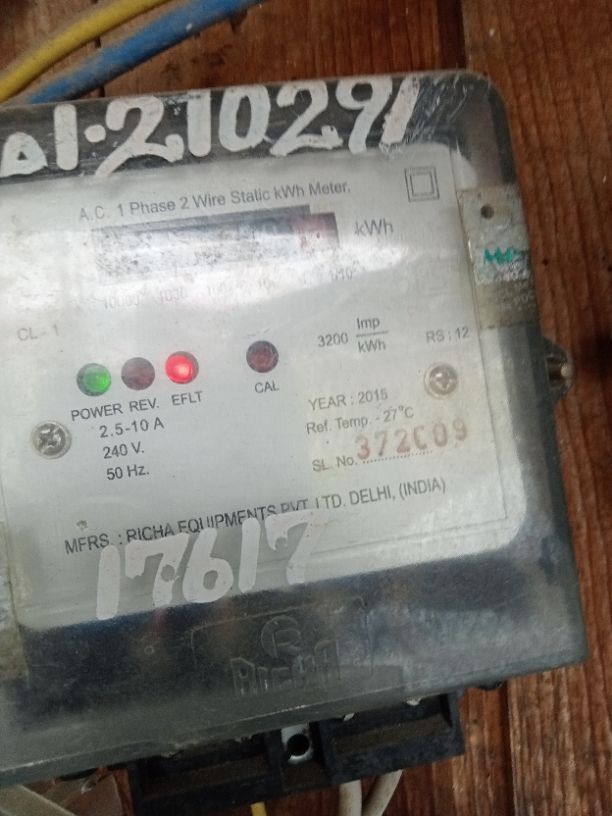 1.210291
A.C. 1 Phase 2 Wire Static kWh Meter.
kWh
10000
CL - 1
3200 Imp/kWh
RS : 12
POWER REV. EFLT
CAL
2.5-10 A
240 V.
50 Hz.
YEAR : 2015
Ref. Temp. - 27°C
SL. No. 372C09
MFRS. : RICHA EQUIPMENTS PVT. LTD. DELHI, (INDIA)
17617
RICHA